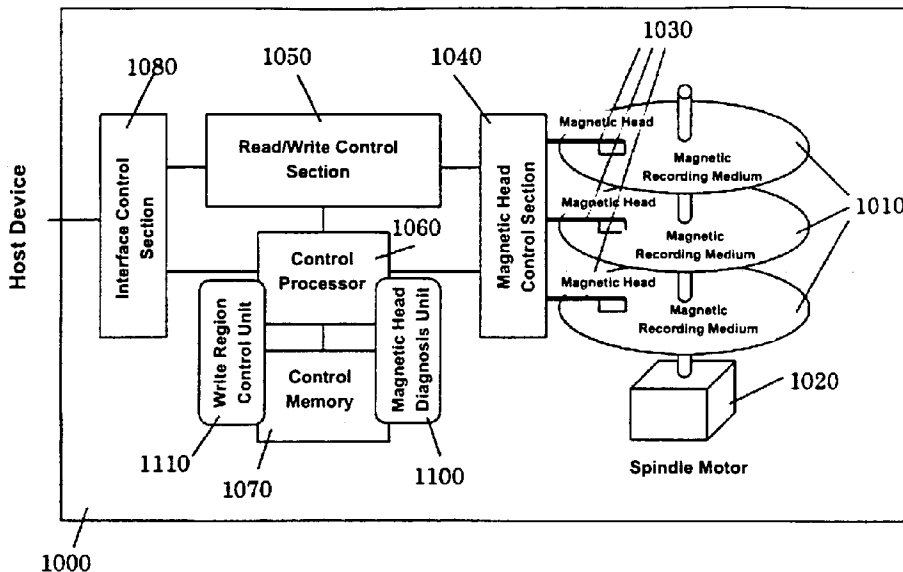 1080
1050
1040
1030
Host Device
Interface Control
Section
Read/Write Control
Section
1060
Control
Processor
Write Region
Control Unit
Control
Memory
Magnetic Head
Diagnosis Unit
1110
1070
1100
Magnetic Head
Control Section
Magnetic Head
Magnetic
Recording Medium
Magnetic Head
Magnetic
Recording Medium
Magnetic Head
Magnetic
Recording Medium
1010
1020
Spindle Motor
1000